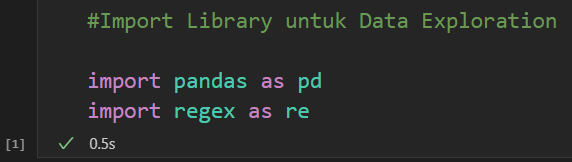 #Import Library untuk Data Exploration
import pandas as pd
import regex as re
[1]
0.5s